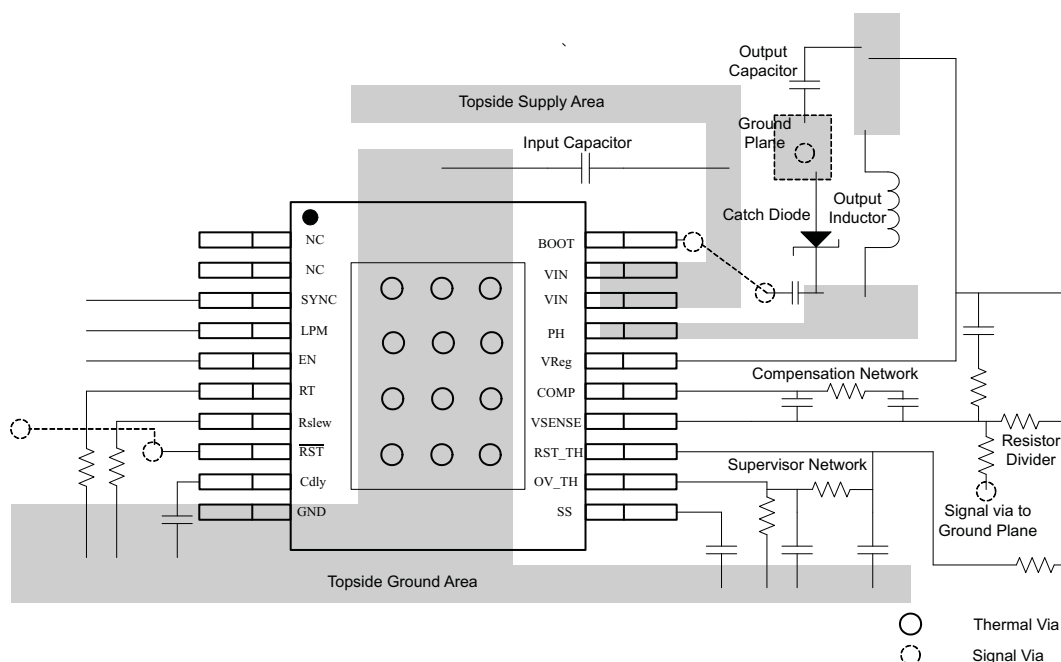 `
Output
Capacitor
Topside Supply Area
Ground
Plane
Input Capacitor
Output
Inductor
Catch Diode
NC
NC
SYNC
LPM
EN
RT
Rslew
RST
Cdly
GND
BOOT
VIN
VIN
PH
VReg
COMP
VSENSE
RST_TH
OV_TH
SS
Compensation Network
Resistor
Divider
Supervisor Network
Signal via to
Ground Plane
Topside Ground Area
Thermal Via
Signal Via